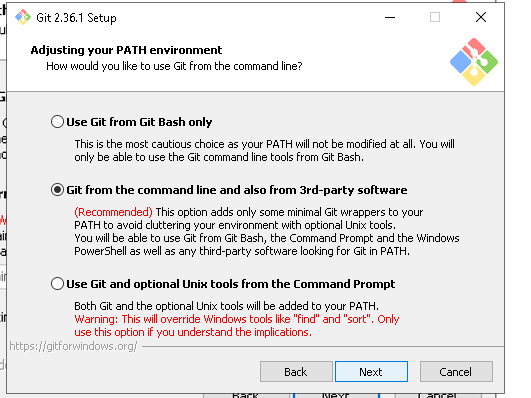 Git 2.36.1 Setup
Adjusting your PATH environment
How would you like to use Git from the command line?
Use Git from Git Bash only
This is the most cautious choice as your PATH will not be modified at all. You will
only be able to use the Git command line tools from Git Bash.
Git from the command line and also from 3rd-party software
(Recommended) This option adds only some minimal Git wrappers to your
PATH to avoid cluttering your environment with optional Unix tools.
You will be able to use Git from Git Bash, the Command Prompt and the Windows
PowerShell as well as any third-party software looking for Git in PATH.
Use Git and optional Unix tools from the Command Prompt
Both Git and the optional Unix tools will be added to your PATH.
Warning: This will override Windows tools like "find" and "sort". Only
use this option if you understand the implications.
https://gitforwindows.org/
Back Next Cancel
Back Next Cancel